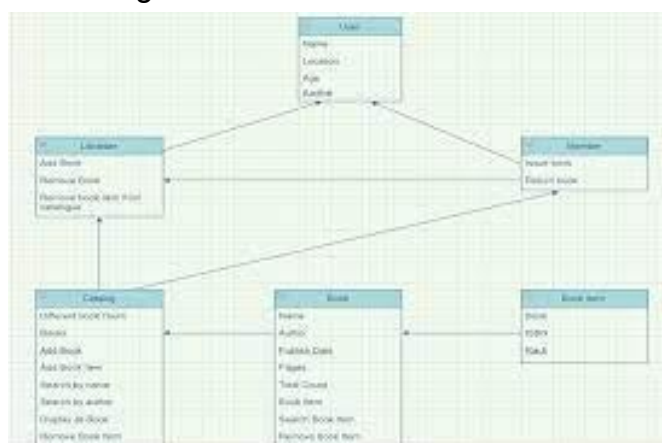 User
Name
Location
Age
Librarian
Add Book
Remove Book
Remove book item from
catalogue
Member
Issue book
Return book
Catalog
Different book
Books
Add Book
Add Book Item
Search by name
Search by author
Display all Book
Remove Book Item
Book
Name
Author
Publish Date
Pages
Total Count
Book Item
Search Book Item
Remove Book Item
Book Item
Book
ISBN
Rack